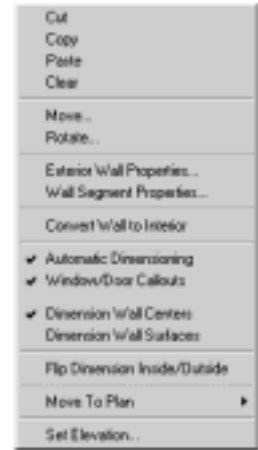 Cut
Copy
Paste
Clear
Move...
Rotate...
Exterior Wall Properties...
Wall Segment Properties...
Convert Wall to Interior
Automatic Dimensioning
Window/Door Callouts
Dimension Wall Centers
Dimension Wall Surfaces
Flip Dimension Inside/Outside
Move To Plan
Set Elevation...